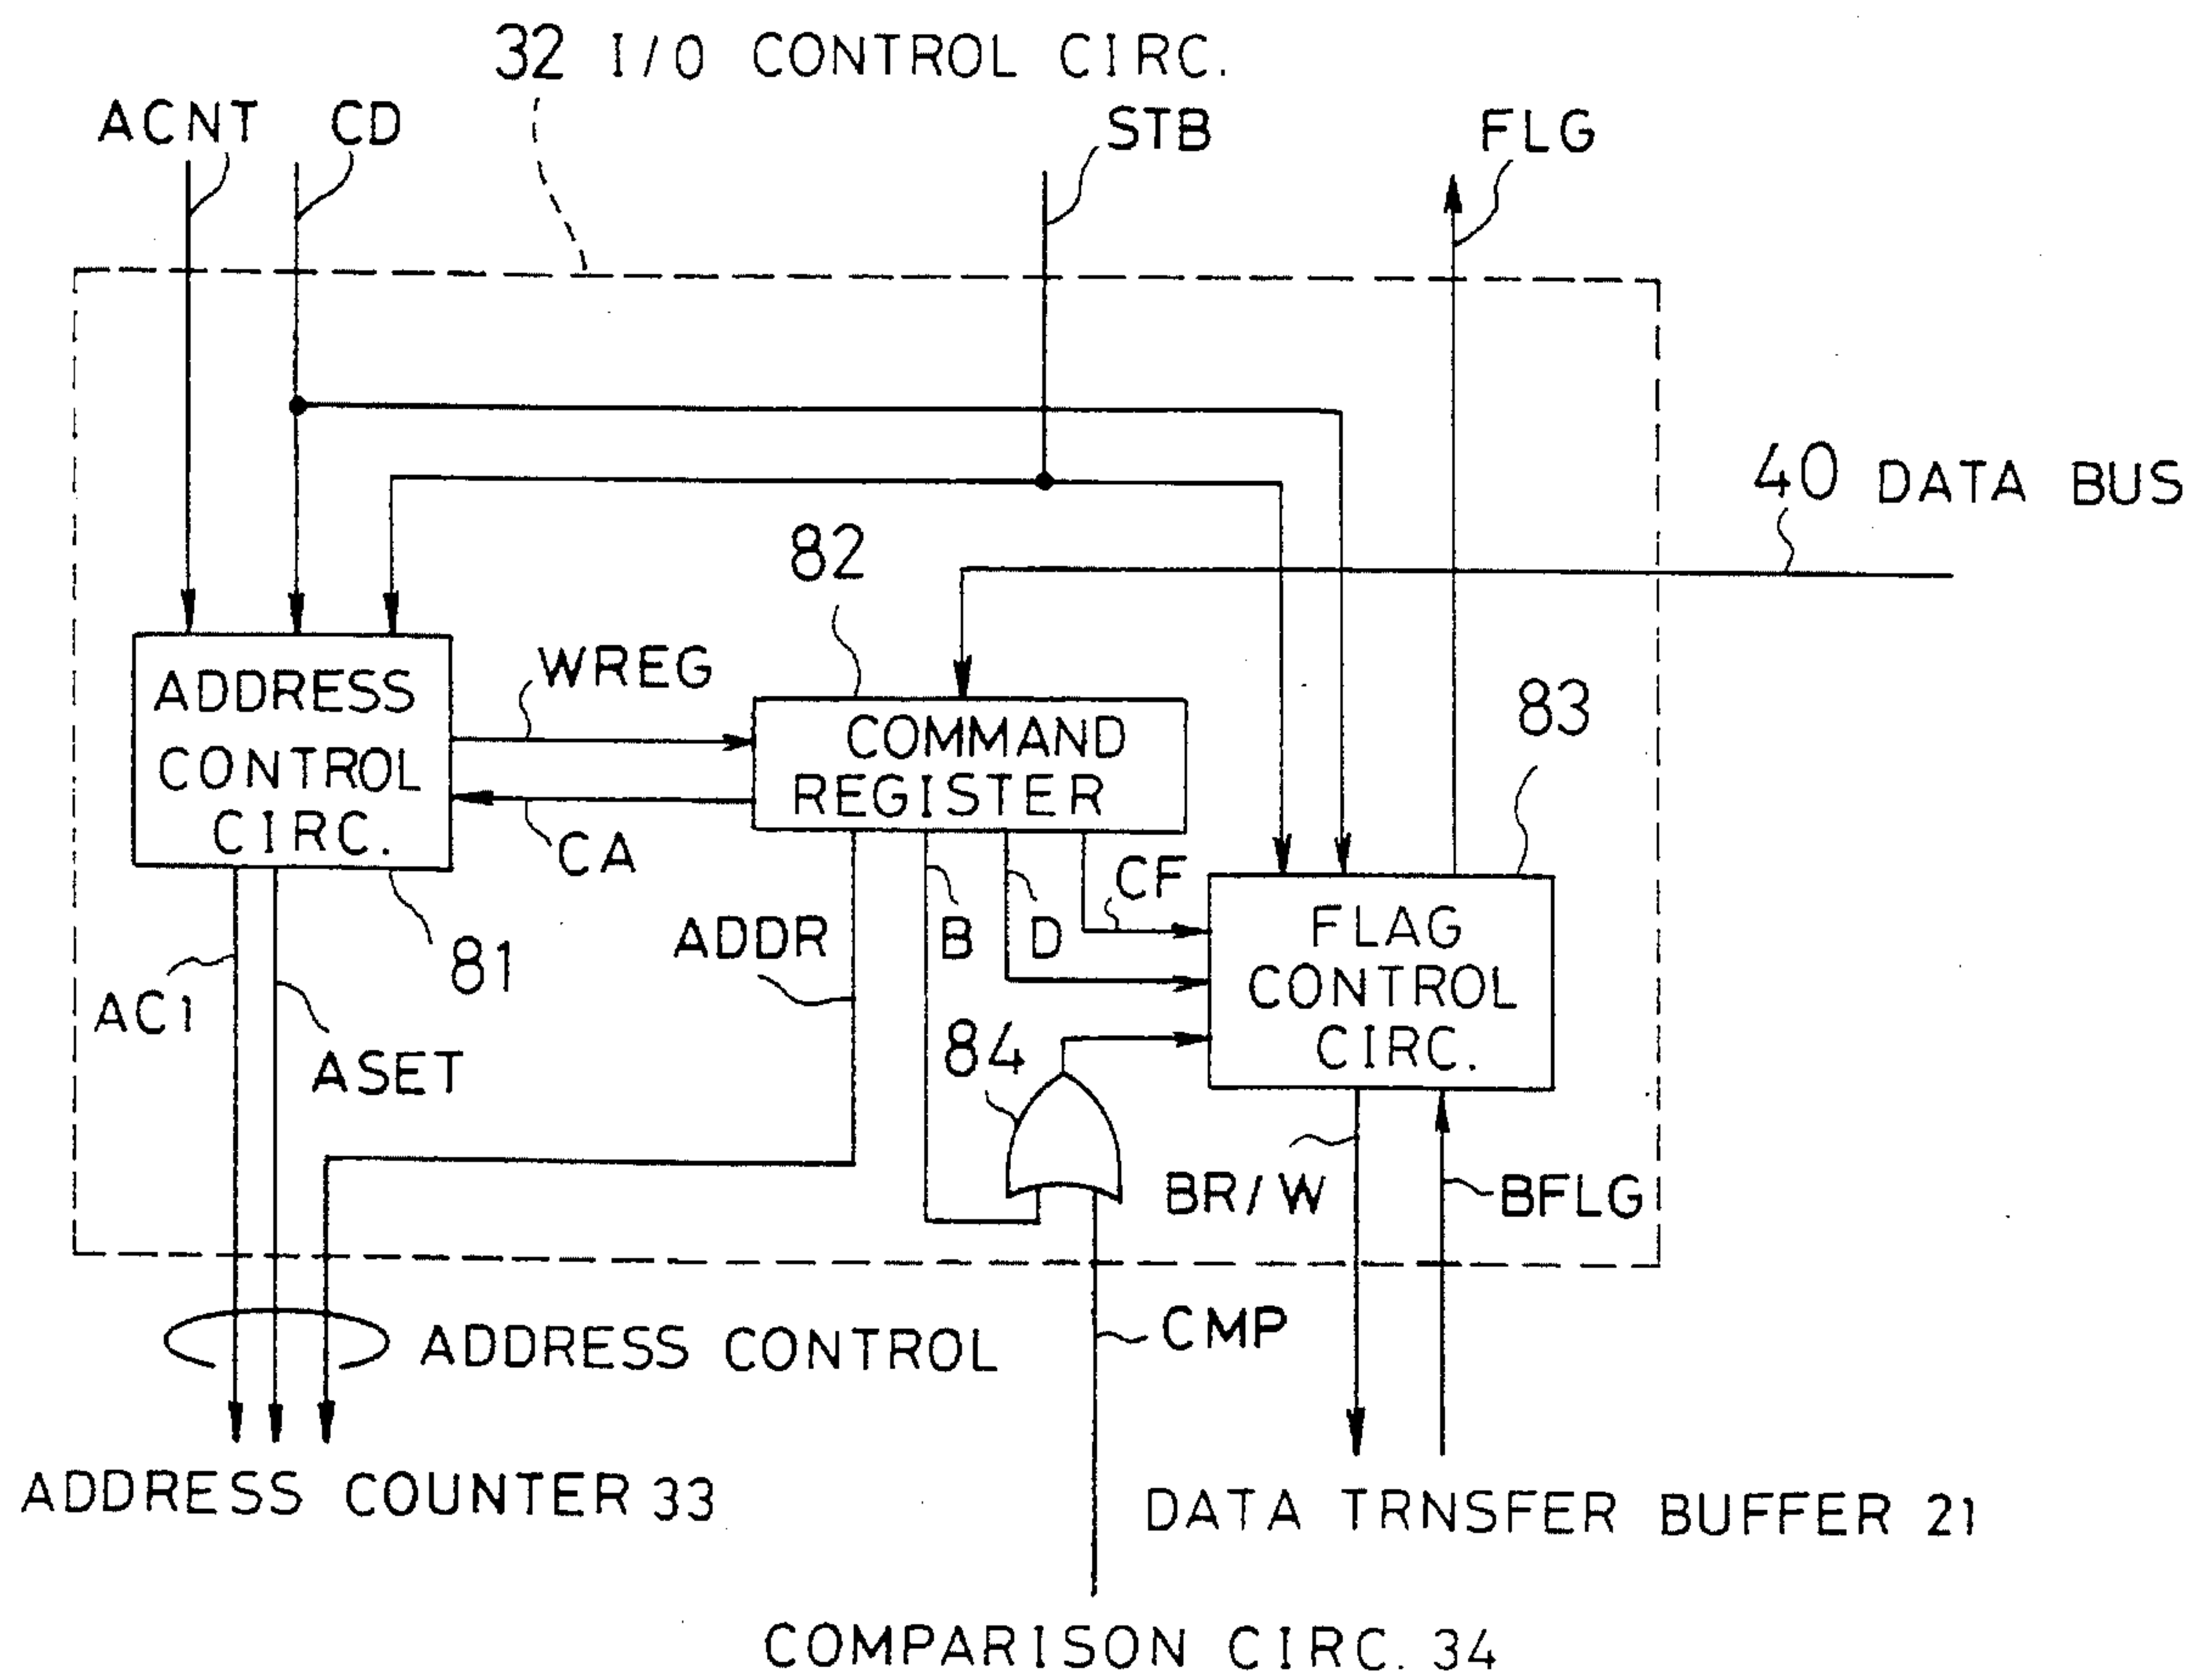 32 I/O CONTROL CIRC.
ACNT
CD
STB
FLG
40 DATA BUS
82
WREG
ADDRESS
CONTROL
CIRC.
COMMAND
REGISTER
83
CA
CF
81
ADDR
B
D
FLAG
CONTROL
CIRC.
AC1
ASET
84
BR/W
BFLG
CMP
ADDRESS CONTROL
ADDRESS COUNTER 33
DATA TRNSFER BUFFER 21
COMPARISON CIRC. 34